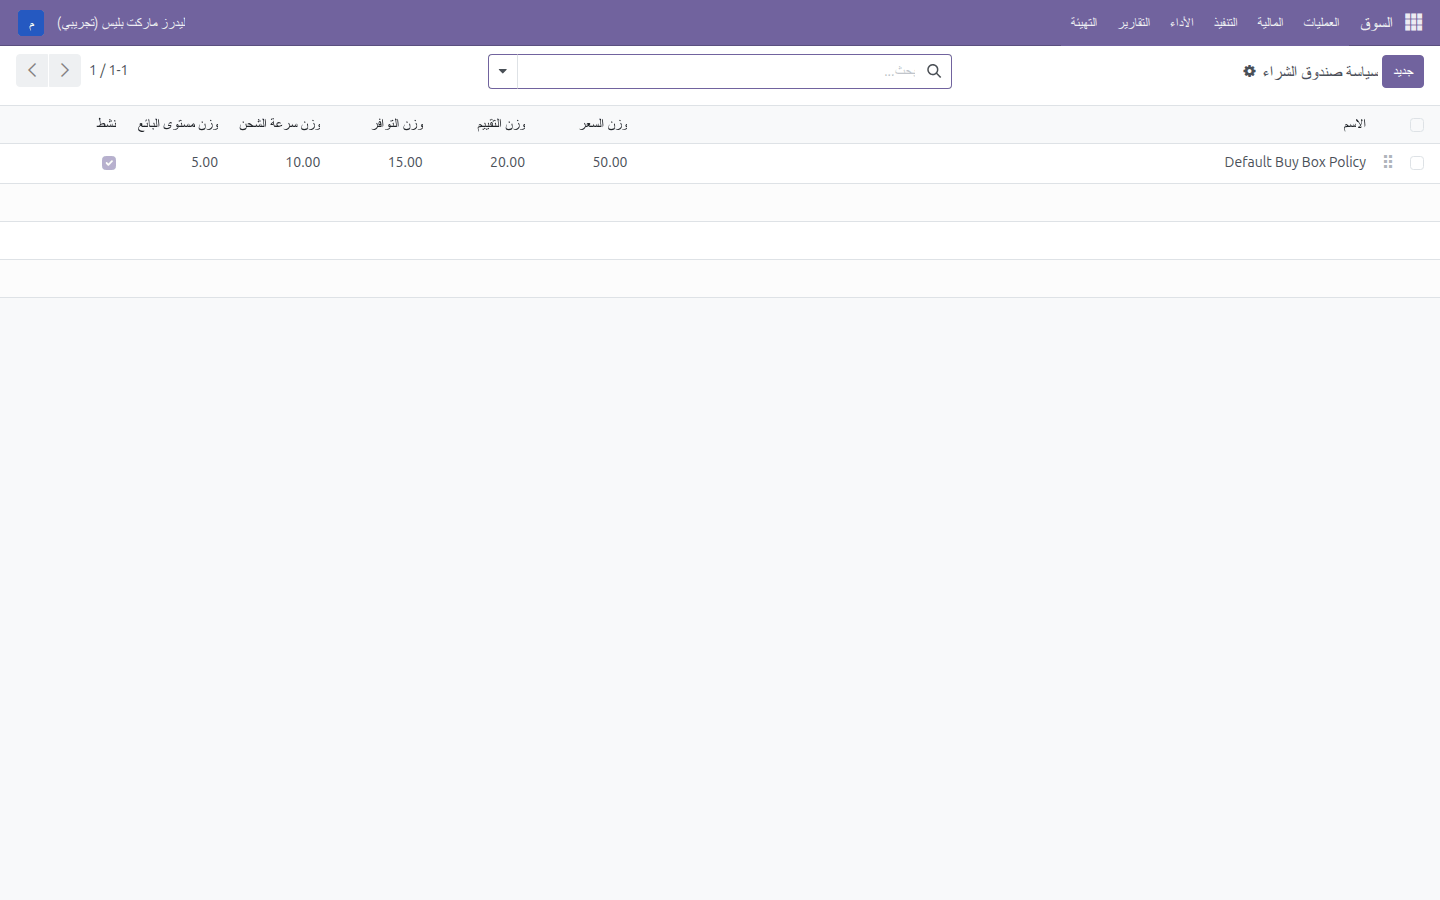 السوق العمليات المالية التنفيذ الأداء التقارير التهيئة ليدرز ماركت بليس (تجريبي) م
جديد سياسة صندوق الشراء بحث... 1-1 / 1
الاسم وزن السعر وزن التقييم وزن التوافر وزن سرعة الشحن وزن مستوى البائع نشط
Default Buy Box Policy 50.00 20.00 15.00 10.00 5.00